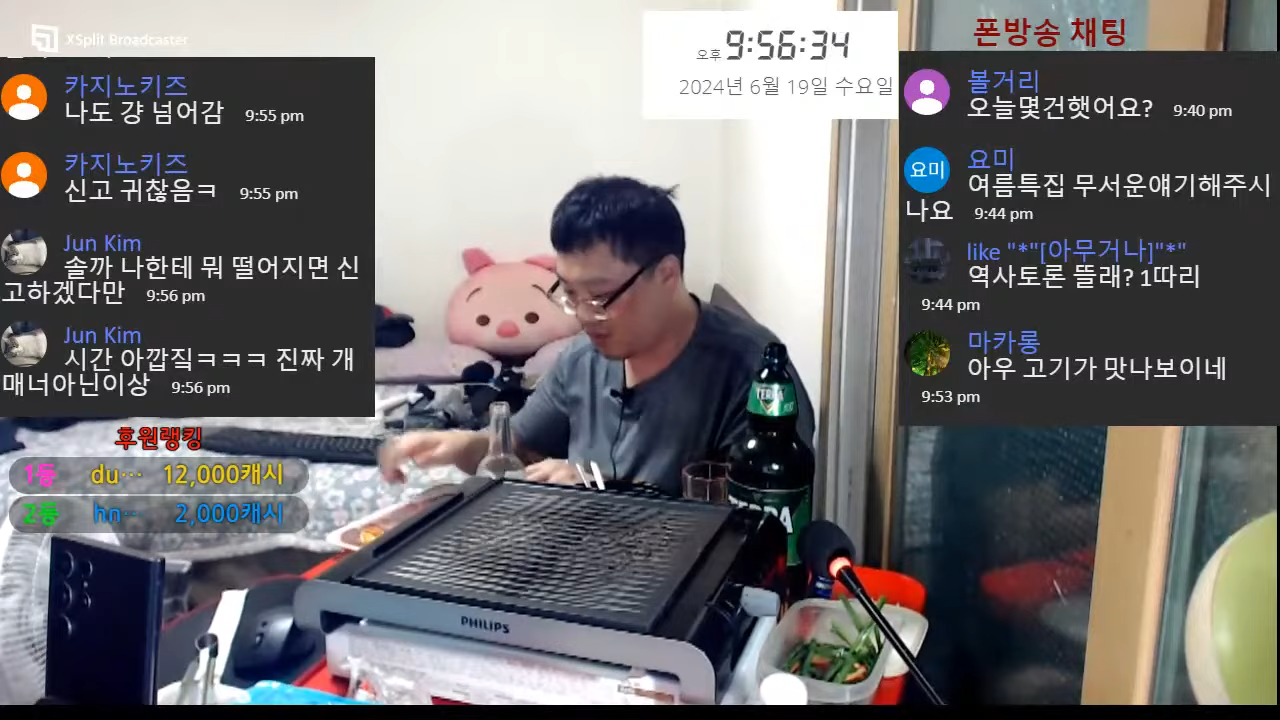 XSplit Broadcaster
카지노키즈
나도 걍 넘어감 9:55 pm
카지노키즈
신고 귀찮음ㅋ 9:55 pm
Jun Kim
솔까 나한테 뭐 떨어지면 신
고하겠다만 9:56 pm
Jun Kim
시간 아깝짘ㅋㅋㅋ 진짜 개
매너아닌이상 9:56 pm
후원랭킹
1등 du… 12,000캐시
2등 hn… 2,000캐시
오후 9:56:34
2024년 6월 19일 수요일
폰방송 채팅
볼거리
오늘몇건햇어요? 9:40 pm
요미
요미
여름특집 무서운얘기해주시
나요 9:44 pm
like "*"[아무거나]"*"
역사토론 뜰래? 1따리
9:44 pm
마카롱
아우 고기가 맛나보이네
9:53 pm
TERRA
TERRA
PHILIPS